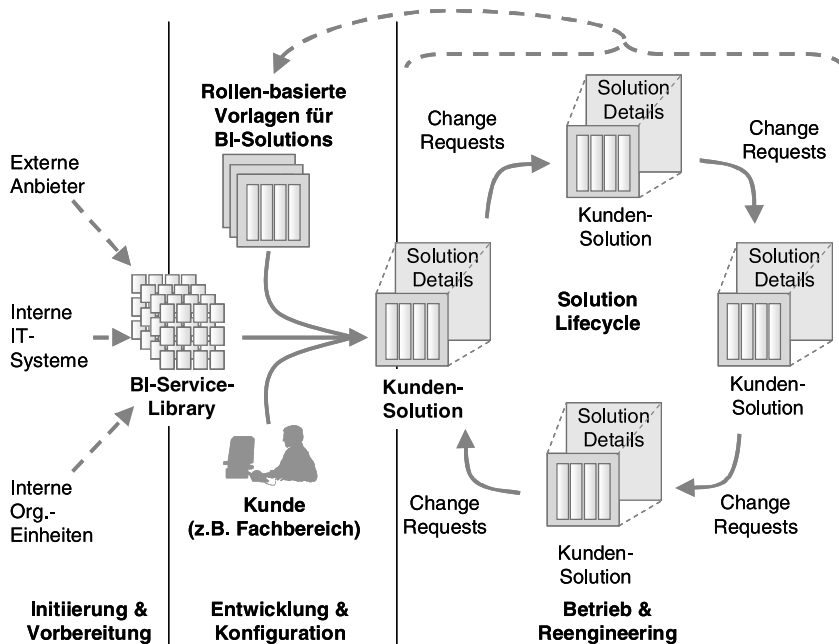 Rollen-basierte
Vorlagen für
BI-Solutions
Externe
Anbieter
Interne
IT-
Systeme
Interne
Org.-
Einheiten
BI-Service-
Library
Kunde
(z.B. Fachbereich)
Solution
Details
Kunden-
Solution
Change
Requests
Solution
Details
Kunden-
Solution
Change
Requests
Solution
Details
Kunden-
Solution
Change
Requests
Solution
Details
Kunden-
Solution
Change
Requests
Solution
Lifecycle
Initiierung &
Vorbereitung
Entwicklung &
Konfiguration
Betrieb &
Reengineering